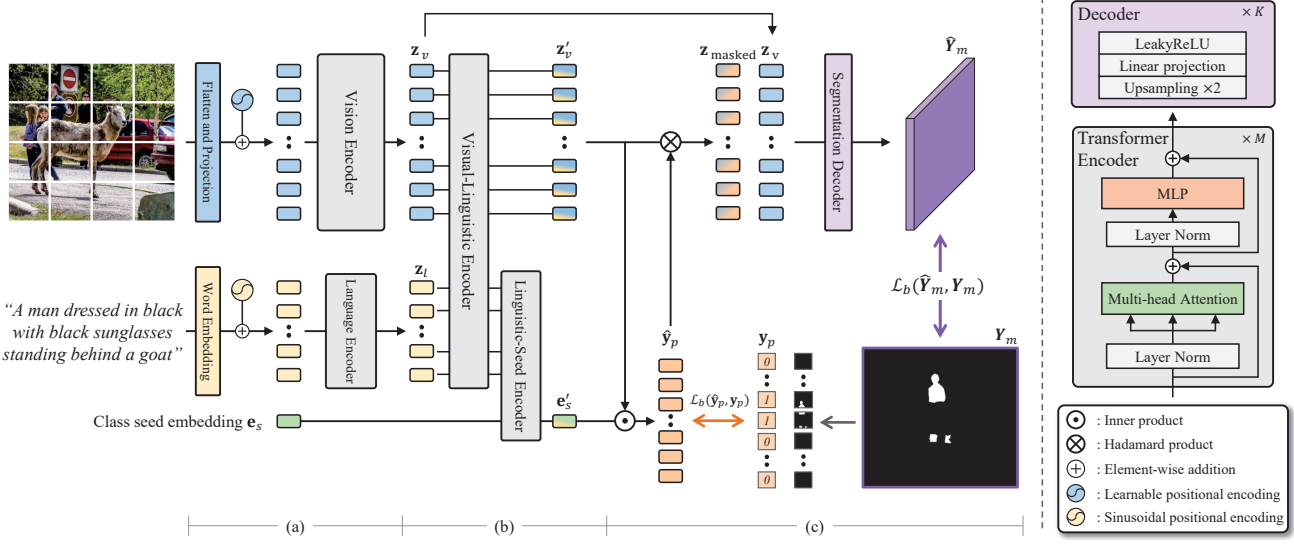 Flatten and Projection
Vision Encoder
z_v
Visual-Linguistic Encoder
z′_v
z_masked z_v
Segmentation Decoder
Ŷ_m
"A man dressed in black
with black sunglasses
standing behind a goat"
Word Embedding
Language Encoder
z_l
Linguistic-Seed Encoder
Class seed embedding e_s
e′_s
ŷ_p
ℒ_b(ŷ_p, y_p)
y_p
0
1
1
0
0
ℒ_b(Ŷ_m, Y_m)
Y_m
(a)
(b)
(c)
Decoder
× K
LeakyReLU
Linear projection
Upsampling ×2
Transformer
Encoder
× M
MLP
Layer Norm
Multi-head Attention
Layer Norm
: Inner product
: Hadamard product
: Element-wise addition
: Learnable positional encoding
: Sinusoidal positional encoding